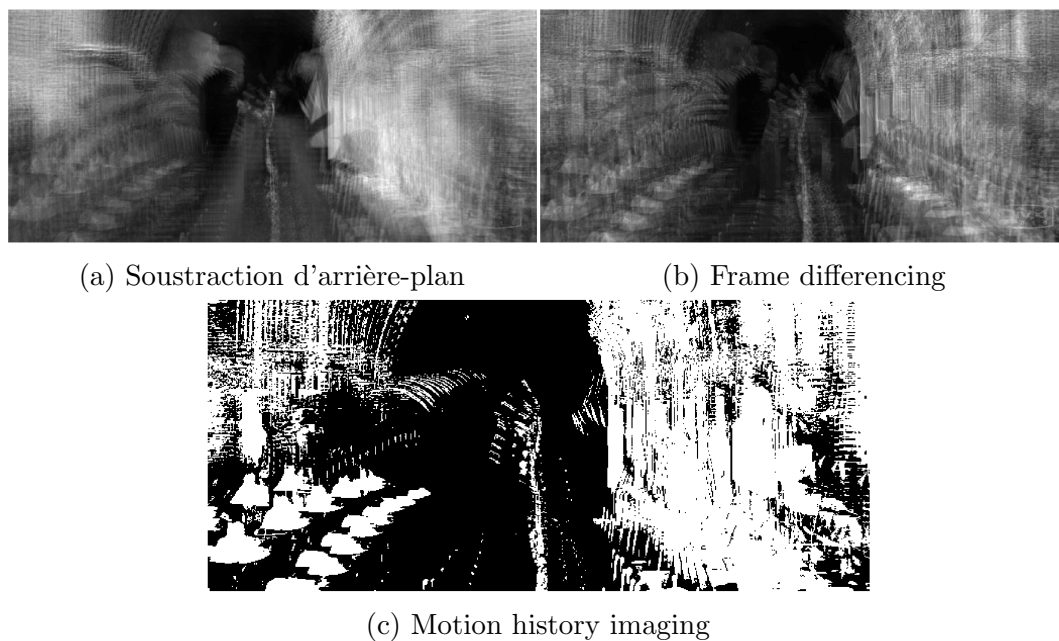 (a) Soustraction d'arrière-plan
(b) Frame differencing
(c) Motion history imaging